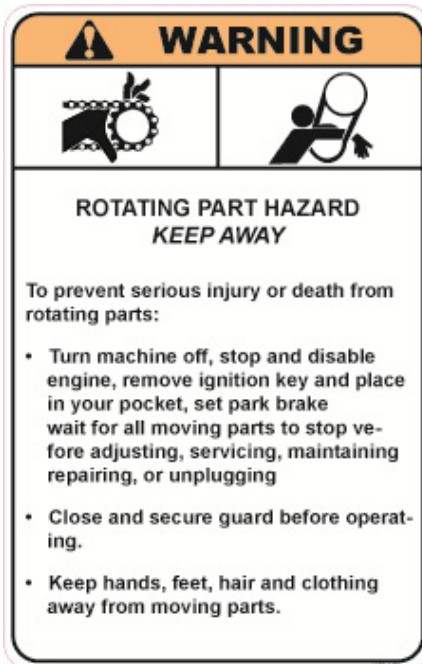 WARNING
ROTATING PART HAZARD
KEEP AWAY
To prevent serious injury or death from
rotating parts:
• Turn machine off, stop and disable
engine, remove ignition key and place
in your pocket, set park brake
wait for all moving parts to stop ve-
fore adjusting, servicing, maintaining
repairing, or unplugging
• Close and secure guard before operat-
ing.
• Keep hands, feet, hair and clothing
away from moving parts.